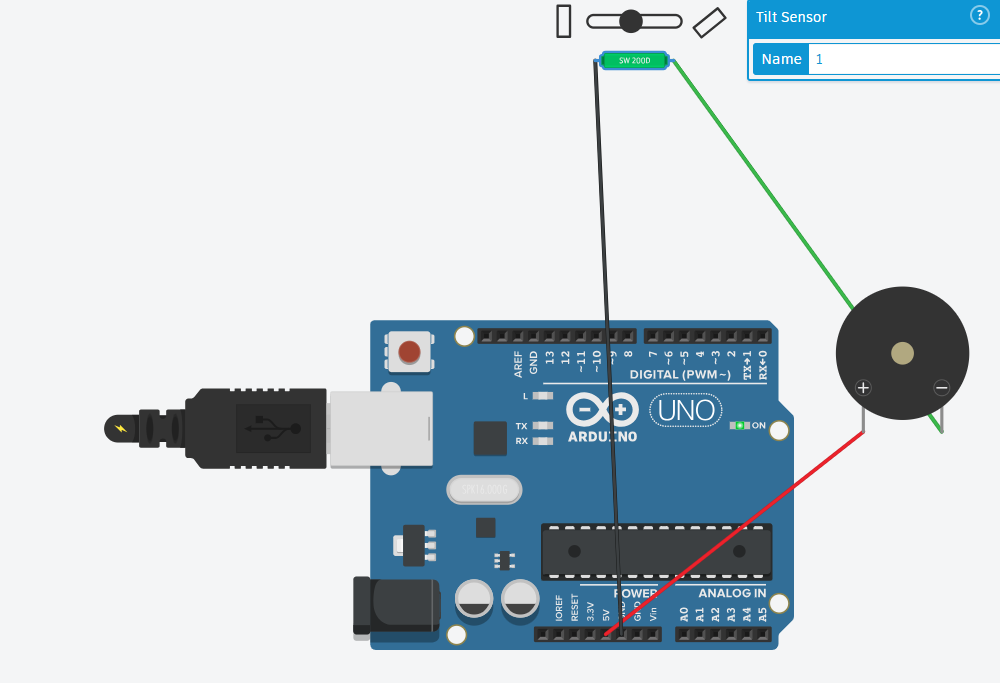 Tilt Sensor
?
Name 1
SW 200D
AREF
GND
13
12
~11
~10
~9
8
7
~6
~5
4
~3
2
TX→1
RX←0
DIGITAL (PWM~)
L
TX
RX
ARDUINO
UNO
ON
IOREF
RESET
3.3V
5V
GND
GND
Vin
POWER
ANALOG IN
A0
A1
A2
A3
A4
A5